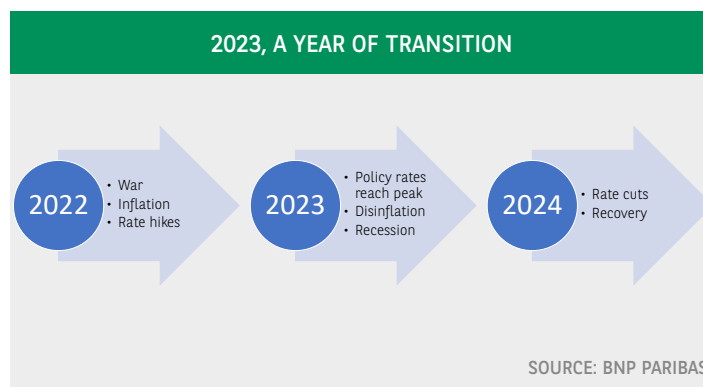 2023, A YEAR OF TRANSITION
2022
• War
• Inflation
• Rate hikes
2023
• Policy rates
reach peak
• Disinflation
• Recession
2024
• Rate cuts
• Recovery
SOURCE: BNP PARIBAS